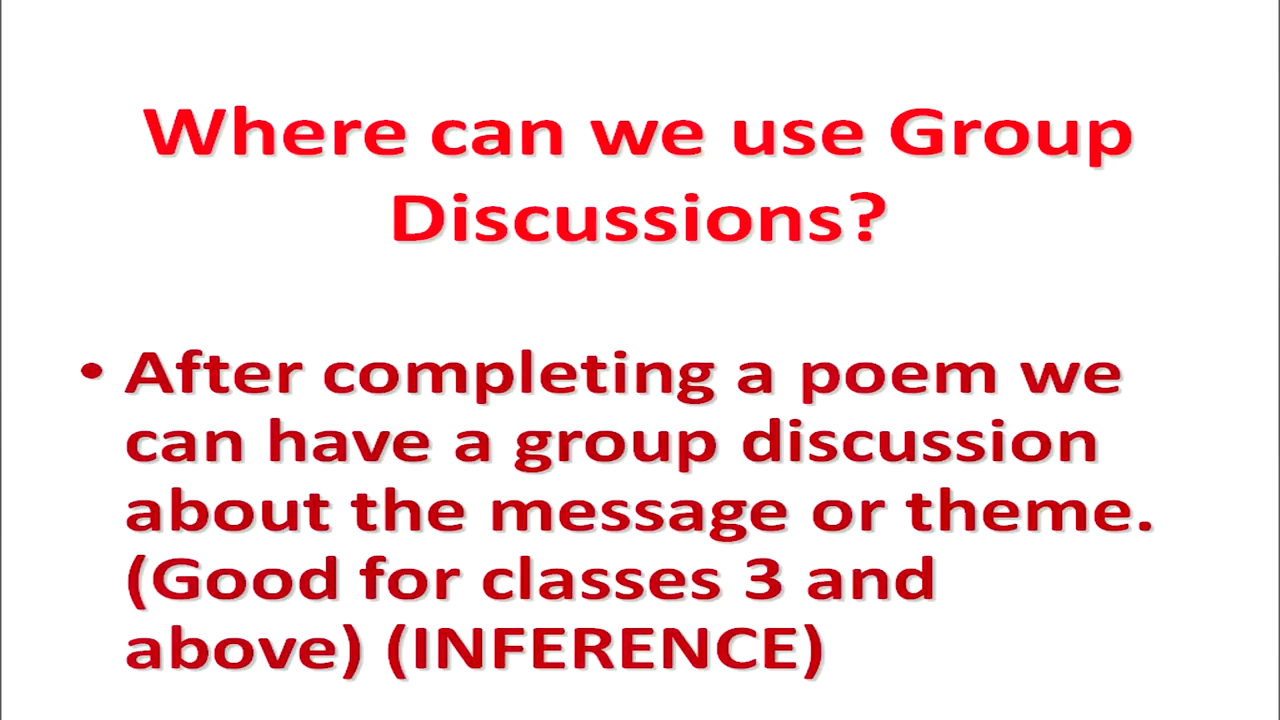 Where can we use Group
Discussions?
• After completing a poem we
can have a group discussion
about the message or theme.
(Good for classes 3 and
above) (INFERENCE)